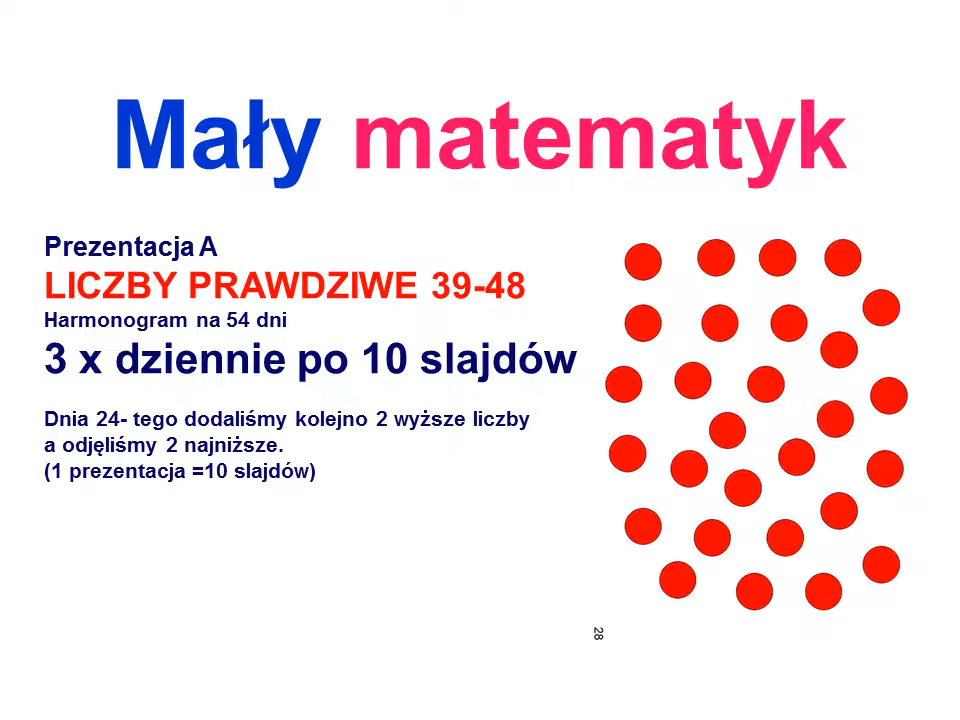 Mały matematyk
Prezentacja A
LICZBY PRAWDZIWE 39-48
Harmonogram na 54 dni
3 x dziennie po 10 slajdów
Dnia 24- tego dodaliśmy kolejno 2 wyższe liczby
a odjęliśmy 2 najniższe.
(1 prezentacja =10 slajdów)
28